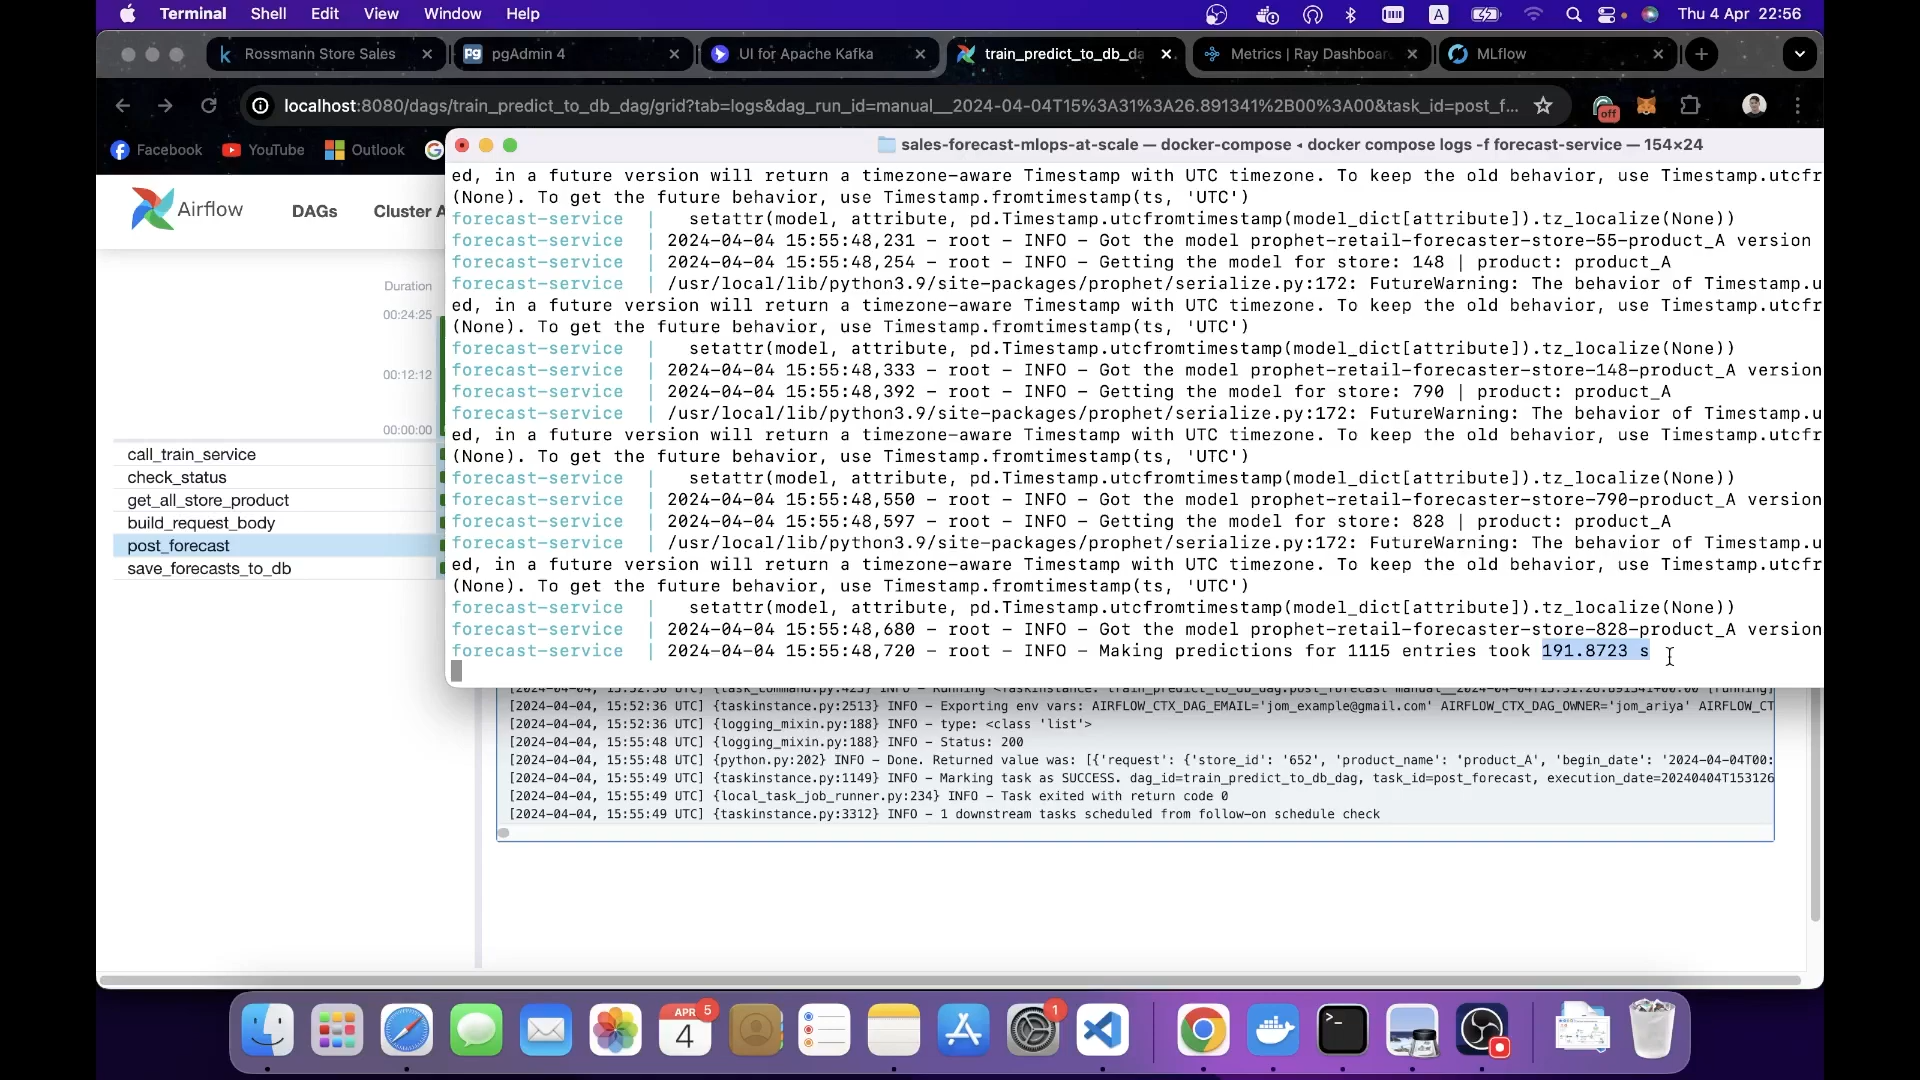 Terminal Shell Edit View Window Help
A
Thu 4 Apr 22:56
Rossmann Store Sales
pgAdmin 4
UI for Apache Kafka
train_predict_to_db_da
Metrics | Ray Dashboar
MLflow
localhost:8080/dags/train_predict_to_db_dag/grid?tab=logs&dag_run_id=manual__2024-04-04T15%3A31%3A26.891341%2B00%3A00&task_id=post_f...
off
Facebook
YouTube
Outlook
sales-forecast-mlops-at-scale — docker-compose ◂ docker compose logs -f forecast-service — 154×24
Airflow
DAGs
Cluster A
ed, in a future version will return a timezone-aware Timestamp with UTC timezone. To keep the old behavior, use Timestamp.utcfr
(None). To get the future behavior, use Timestamp.fromtimestamp(ts, 'UTC')
forecast-service | setattr(model, attribute, pd.Timestamp.utcfromtimestamp(model_dict[attribute]).tz_localize(None))
forecast-service | 2024-04-04 15:55:48,231 - root - INFO - Got the model prophet-retail-forecaster-store-55-product_A version
forecast-service | 2024-04-04 15:55:48,254 - root - INFO - Getting the model for store: 148 | product: product_A
forecast-service | /usr/local/lib/python3.9/site-packages/prophet/serialize.py:172: FutureWarning: The behavior of Timestamp.u
ed, in a future version will return a timezone-aware Timestamp with UTC timezone. To keep the old behavior, use Timestamp.utcfr
(None). To get the future behavior, use Timestamp.fromtimestamp(ts, 'UTC')
forecast-service | setattr(model, attribute, pd.Timestamp.utcfromtimestamp(model_dict[attribute]).tz_localize(None))
forecast-service | 2024-04-04 15:55:48,333 - root - INFO - Got the model prophet-retail-forecaster-store-148-product_A version
forecast-service | 2024-04-04 15:55:48,392 - root - INFO - Getting the model for store: 790 | product: product_A
forecast-service | /usr/local/lib/python3.9/site-packages/prophet/serialize.py:172: FutureWarning: The behavior of Timestamp.u
ed, in a future version will return a timezone-aware Timestamp with UTC timezone. To keep the old behavior, use Timestamp.utcfr
(None). To get the future behavior, use Timestamp.fromtimestamp(ts, 'UTC')
forecast-service | setattr(model, attribute, pd.Timestamp.utcfromtimestamp(model_dict[attribute]).tz_localize(None))
forecast-service | 2024-04-04 15:55:48,550 - root - INFO - Got the model prophet-retail-forecaster-store-790-product_A version
forecast-service | 2024-04-04 15:55:48,597 - root - INFO - Getting the model for store: 828 | product: product_A
forecast-service | /usr/local/lib/python3.9/site-packages/prophet/serialize.py:172: FutureWarning: The behavior of Timestamp.u
ed, in a future version will return a timezone-aware Timestamp with UTC timezone. To keep the old behavior, use Timestamp.utcfr
(None). To get the future behavior, use Timestamp.fromtimestamp(ts, 'UTC')
forecast-service | setattr(model, attribute, pd.Timestamp.utcfromtimestamp(model_dict[attribute]).tz_localize(None))
forecast-service | 2024-04-04 15:55:48,680 - root - INFO - Got the model prophet-retail-forecaster-store-828-product_A version
forecast-service | 2024-04-04 15:55:48,720 - root - INFO - Making predictions for 1115 entries took 191.8723 s
Duration
00:24:25
00:12:12
00:00:00
call_train_service
check_status
get_all_store_product
build_request_body
post_forecast
save_forecasts_to_db
[2024-04-04, 15:52:36 UTC] {task_command.py:423} INFO - Running <TaskInstance: train_predict_to_db_dag.post_forecast manual__2024-04-04T15:31:26.891341+00:00 [running]
[2024-04-04, 15:52:36 UTC] {taskinstance.py:2513} INFO - Exporting env vars: AIRFLOW_CTX_DAG_EMAIL='jom_example@gmail.com' AIRFLOW_CTX_DAG_OWNER='jom_ariya' AIRFLOW_CT
[2024-04-04, 15:52:36 UTC] {logging_mixin.py:188} INFO - type: <class 'list'>
[2024-04-04, 15:55:48 UTC] {logging_mixin.py:188} INFO - Status: 200
[2024-04-04, 15:55:48 UTC] {python.py:202} INFO - Done. Returned value was: [{'request': {'store_id': '652', 'product_name': 'product_A', 'begin_date': '2024-04-04T00:
[2024-04-04, 15:55:49 UTC] {taskinstance.py:1149} INFO - Marking task as SUCCESS. dag_id=train_predict_to_db_dag, task_id=post_forecast, execution_date=20240404T153126
[2024-04-04, 15:55:49 UTC] {local_task_job_runner.py:234} INFO - Task exited with return code 0
[2024-04-04, 15:55:49 UTC] {taskinstance.py:3312} INFO - 1 downstream tasks scheduled from follow-on schedule check
APR
4
5
1